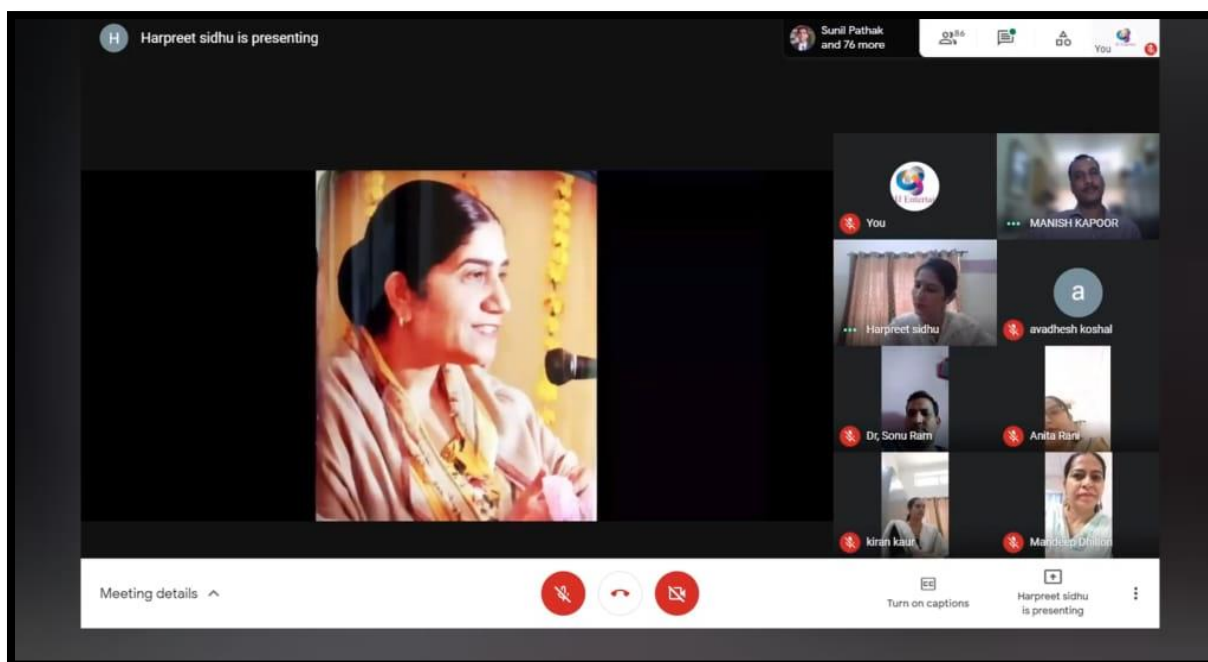 H
Harpreet sidhu is presenting
Sunil Pathak
and 76 more
86
You
You
MANISH KAPOOR
Harpreet sidhu
a
avadhesh koshal
Dr, Sonu Ram
Anita Rani
kiran kaur
Mandeep Dhillon
Meeting details
CC
Turn on captions
Harpreet sidhu
is presenting